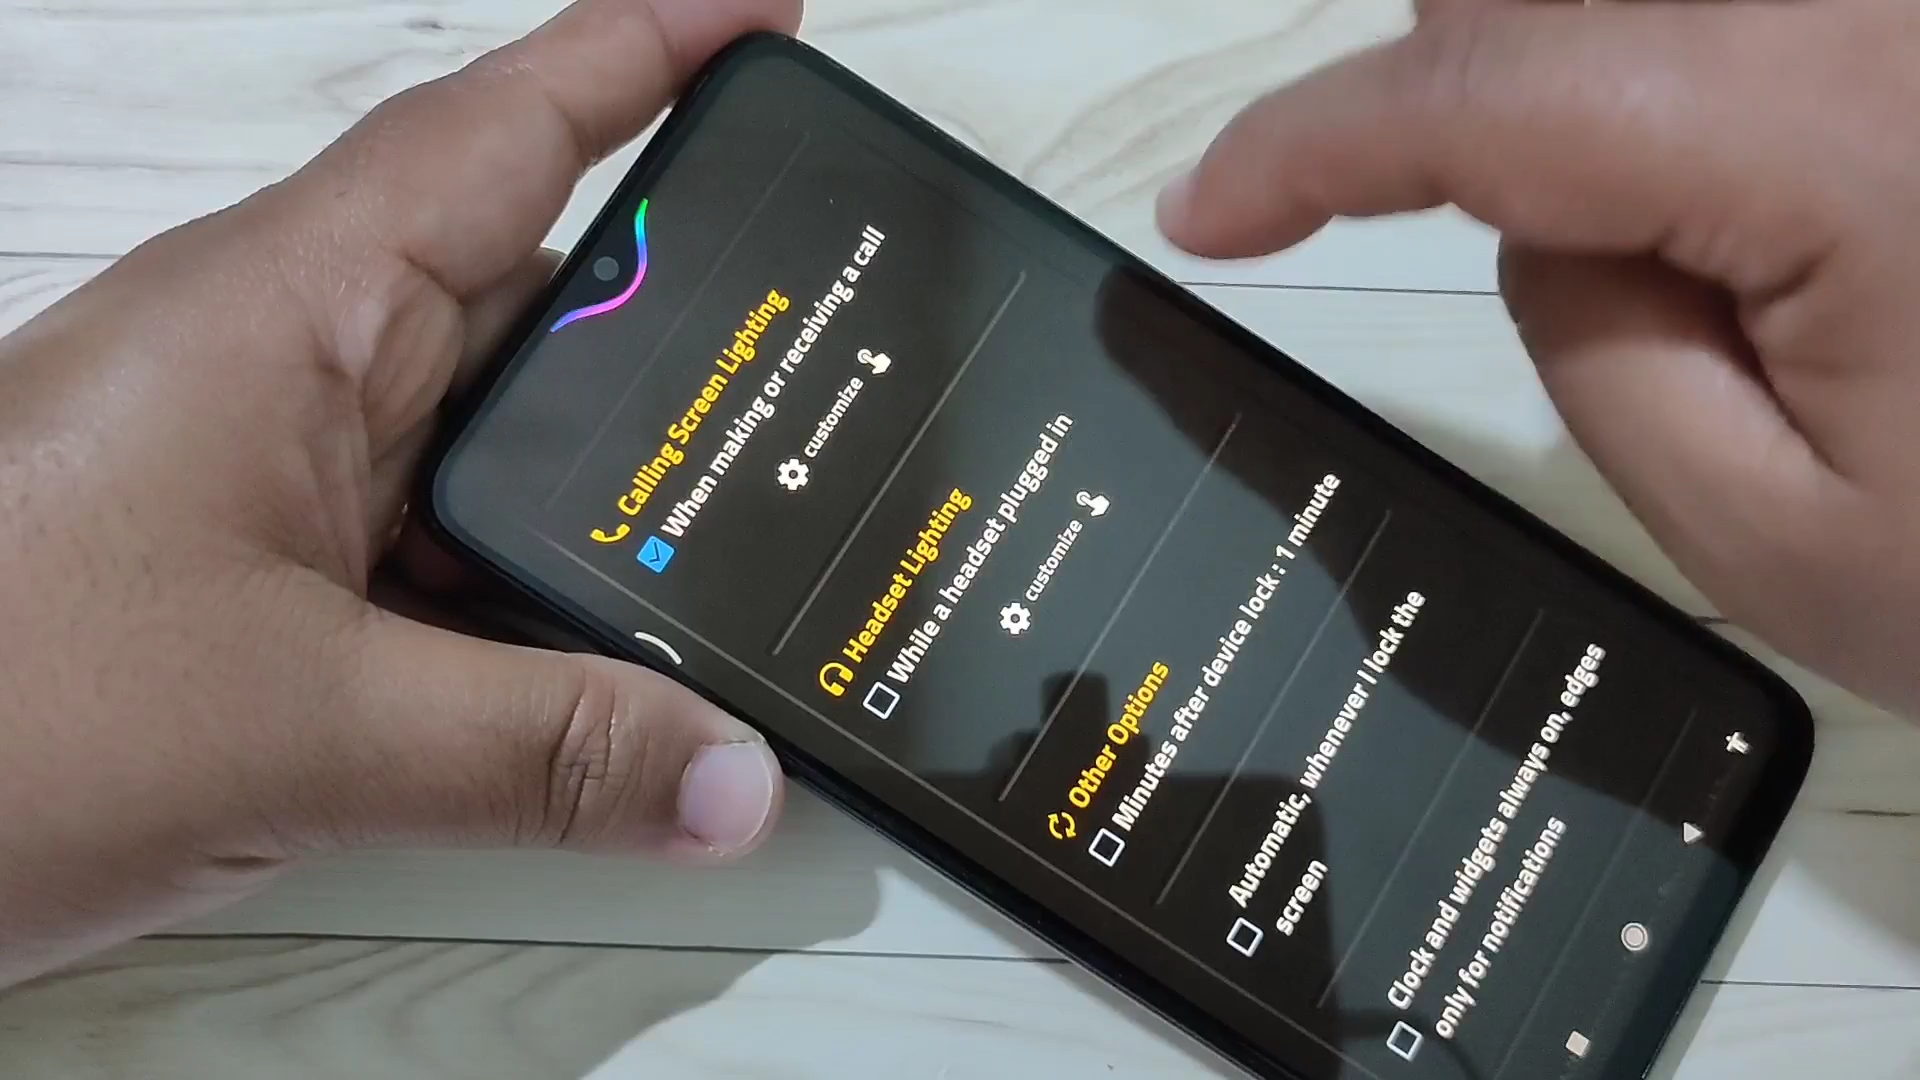 Calling Screen Lighting
When making or receiving a call
customize
Headset Lighting
While a headset plugged in
customize
Other Options
Minutes after device lock : 1 minute
Automatic, whenever I lock the
screen
Clock and widgets always on, edges
only for notifications